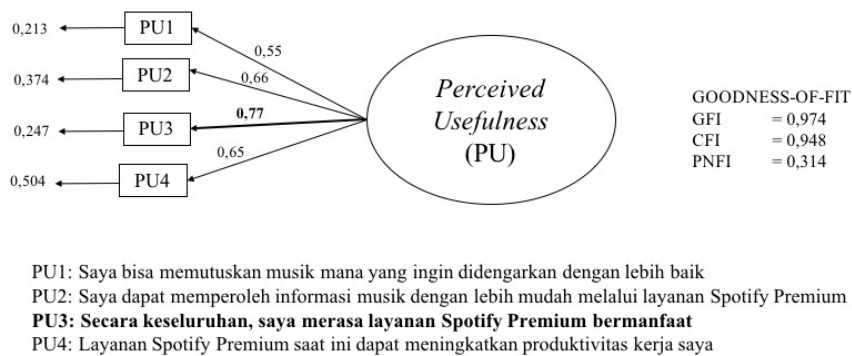 0,213
PU1
0,55
0,374
PU2
0,66
0,247
PU3
0,77
0,504
PU4
0,65
Perceived
Usefulness
(PU)
GOODNESS-OF-FIT
GFI = 0,974
CFI = 0,948
PNFI = 0,314
PU1: Saya bisa memutuskan musik mana yang ingin didengarkan dengan lebih baik
PU2: Saya dapat memperoleh informasi musik dengan lebih mudah melalui layanan Spotify Premium
PU3: Secara keseluruhan, saya merasa layanan Spotify Premium bermanfaat
PU4: Layanan Spotify Premium saat ini dapat meningkatkan produktivitas kerja saya